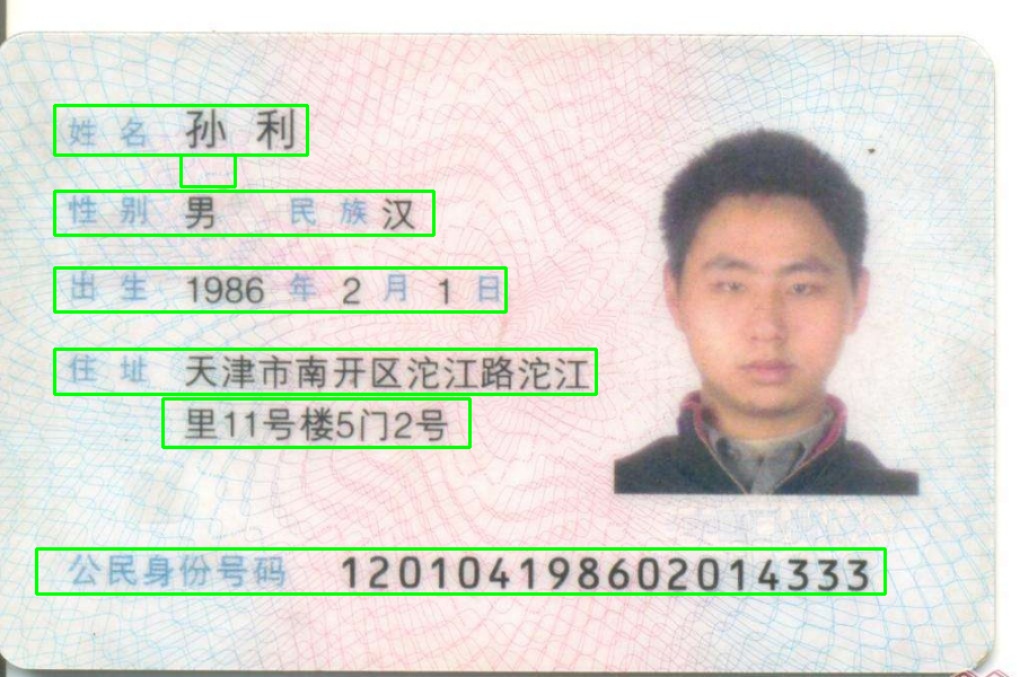 姓名 孙利
性别 男 民族 汉
出生 1986 年 2 月 1 日
住址 天津市南开区沱江路沱江
里11号楼5门2号
公民身份号码 120104198602014333